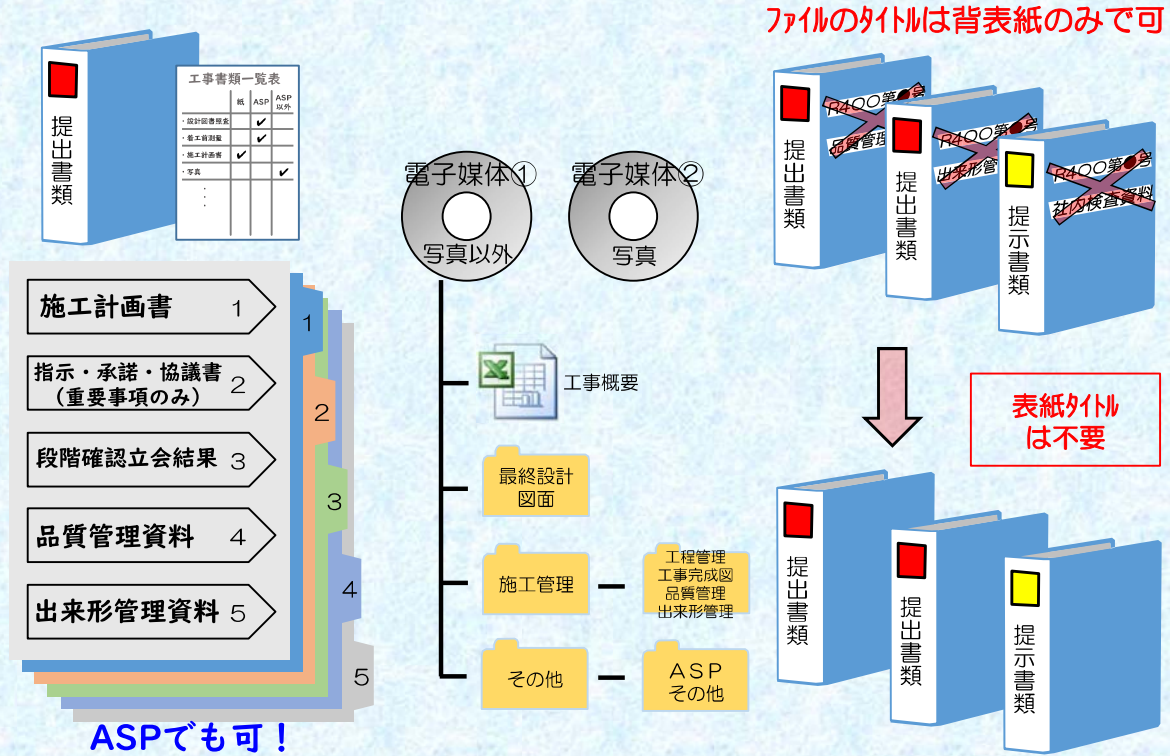 ﾌｧｲﾙのﾀｲﾄﾙは背表紙のみで可
提出書類
工事書類一覧表
紙 ASP ASP以外
・設計図書照査 ✔
・着工前測量 ✔
・施工計画書 ✔
・写真 ✔
電子媒体①
写真以外
電子媒体②
写真
提出書類
R4〇〇第●号
品質管理
提出書類
R4〇〇第●号
出来形管
提示書類
R4〇〇第●号
社内検査資料
施工計画書 1
指示・承諾・協議書
(重要事項のみ) 2
段階確認立会結果 3
品質管理資料 4
出来形管理資料 5
1
2
3
4
5
ASPでも可！
工事概要
最終設計
図面
施工管理
工程管理
工事完成図
品質管理
出来形管理
その他
ＡＳＰ
その他
表紙ﾀｲﾄﾙ
は不要
提出書類
提出書類
提示書類